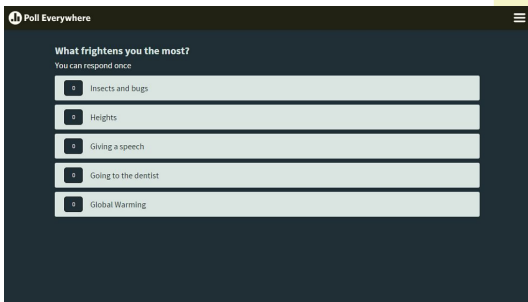 Poll Everywhere
What frightens you the most?
You can respond once
0 Insects and bugs
0 Heights
0 Giving a speech
0 Going to the dentist
0 Global Warming